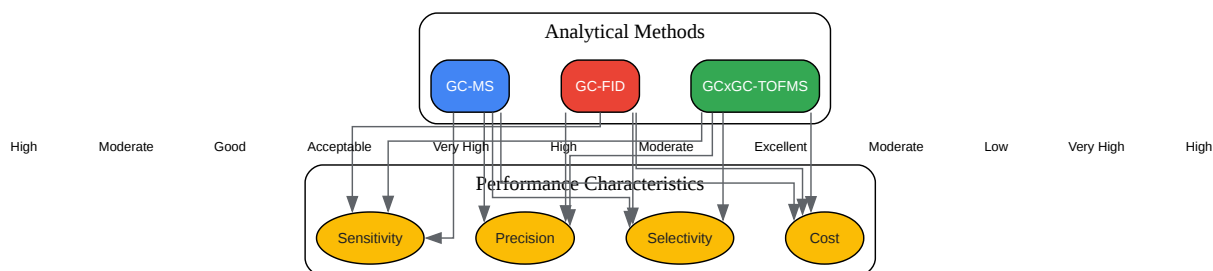 Analytical Methods
GC-MS GC-FID GCxGC-TOFMS
High Moderate Good Acceptable Very High High Moderate Excellent Moderate Low Very High High
Performance Characteristics
Sensitivity Precision Selectivity Cost